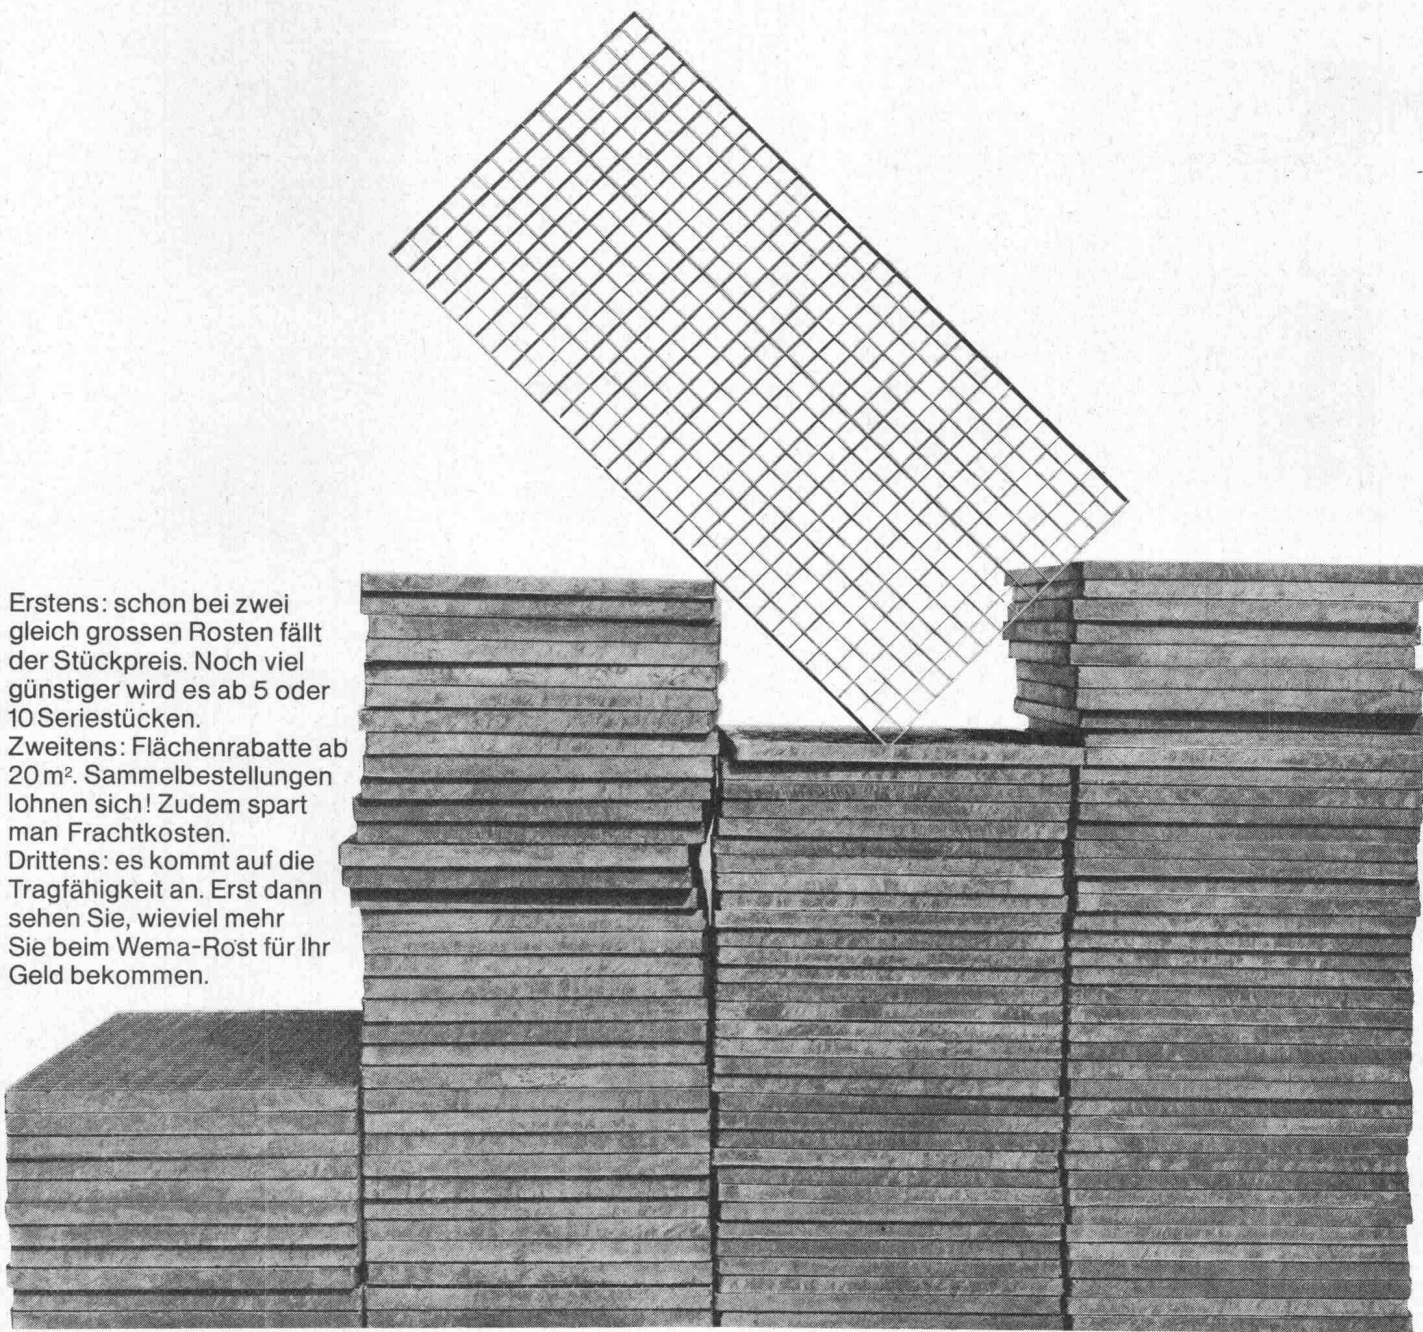 Erstens: schon bei zwei
gleich grossen Rosten fällt
der Stückpreis. Noch viel
günstiger wird es ab 5 oder
10 Seriestücken.
Zweitens: Flächenrabatte ab
20 m². Sammelbestellungen
lohnen sich! Zudem spart
man Frachtkosten.
Drittens: es kommt auf die
Tragfähigkeit an. Erst dann
sehen Sie, wieviel mehr
Sie beim Wema-Rost für Ihr
Geld bekommen.